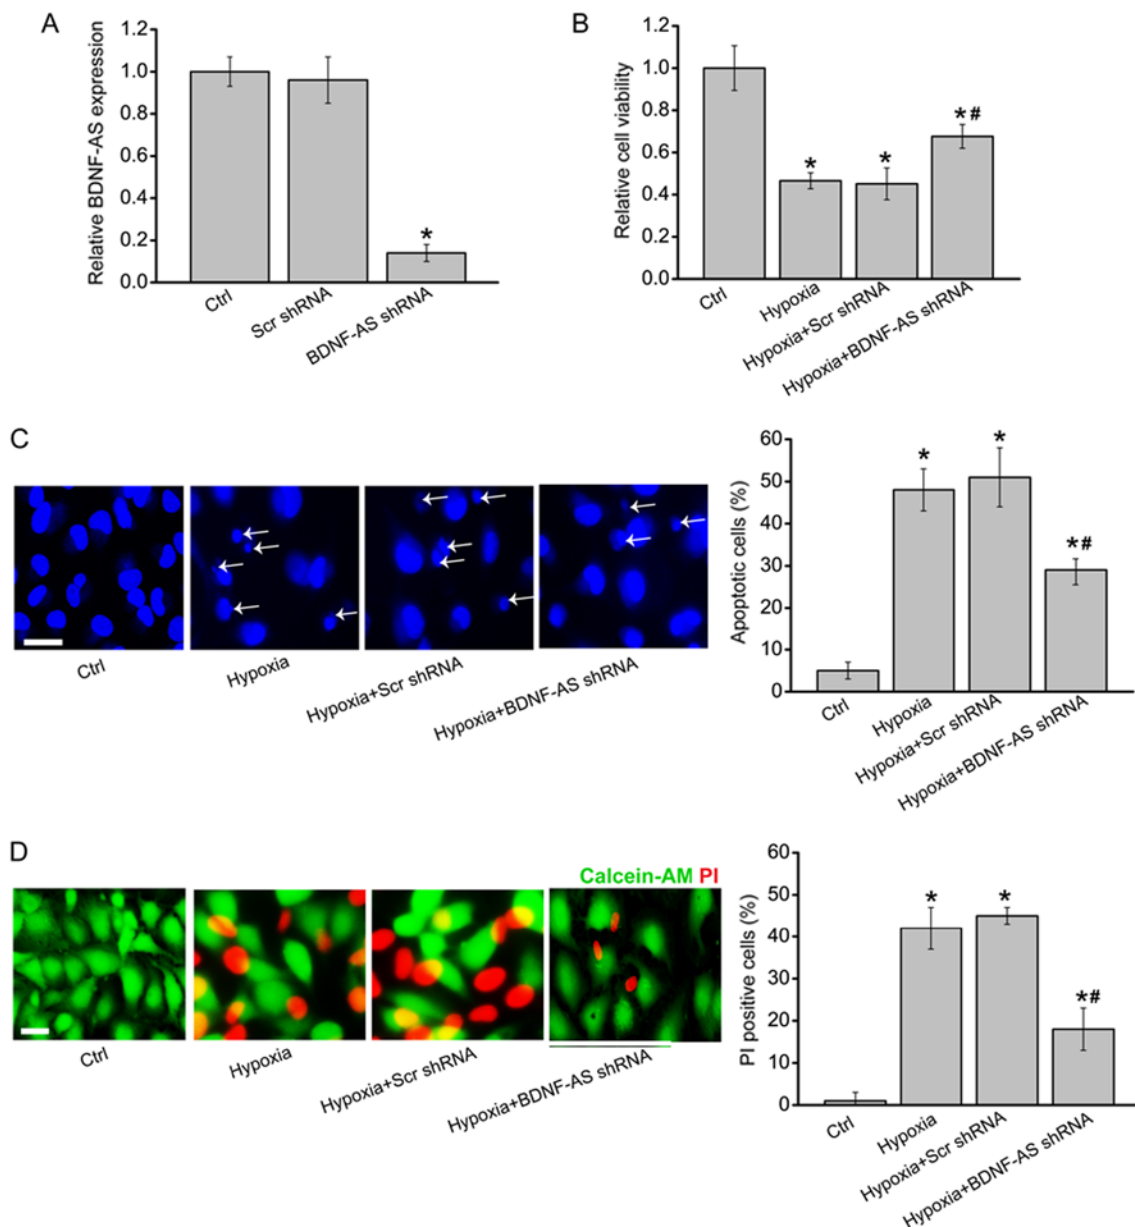 A
Relative BDNF-AS expression
1.2
1.0
0.8
0.6
0.4
0.2
0.0
*
Ctrl
Scr shRNA
BDNF-AS shRNA
B
Relative cell viability
1.2
1.0
0.8
0.6
0.4
0.2
0.0
*
*
*#
Ctrl
Hypoxia
Hypoxia+Scr shRNA
Hypoxia+BDNF-AS shRNA
C
Ctrl
Hypoxia
Hypoxia+Scr shRNA
Hypoxia+BDNF-AS shRNA
Apoptotic cells (%)
60
50
40
30
20
10
0
*
*
*#
Ctrl
Hypoxia
Hypoxia+Scr shRNA
Hypoxia+BDNF-AS shRNA
D
Calcein-AM PI
Ctrl
Hypoxia
Hypoxia+Scr shRNA
Hypoxia+BDNF-AS shRNA
PI positive cells (%)
60
40
20
0
*
*
*#
Ctrl
Hypoxia
Hypoxia+Scr shRNA
Hypoxia+BDNF-AS shRNA